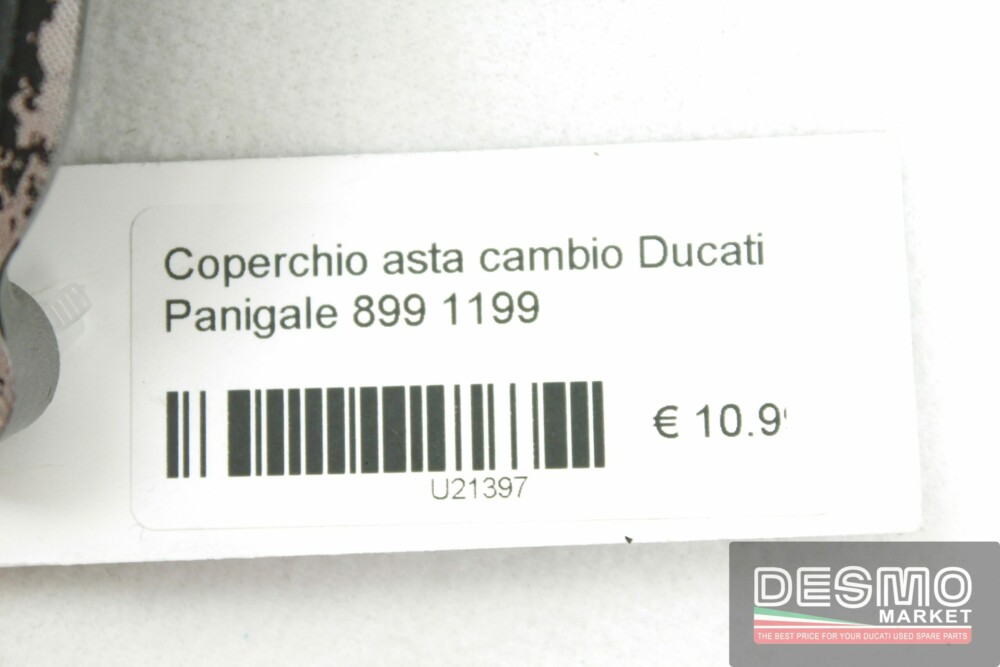 Coperchio asta cambio Ducati
Panigale 899 1199
€ 10.9
U21397
DESMO
MARKET
THE BEST PRICE FOR YOUR DUCATI USED SPARE PARTS